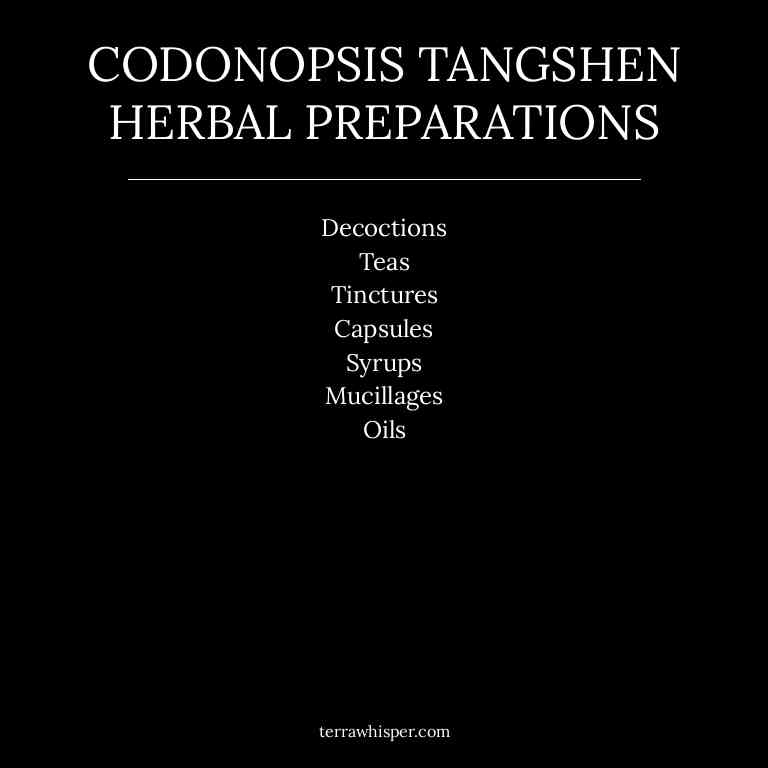 CODONOPSIS TANGSHEN
HERBAL PREPARATIONS
Decoctions
Teas
Tinctures
Capsules
Syrups
Mucillages
Oils
terrawhisper.com